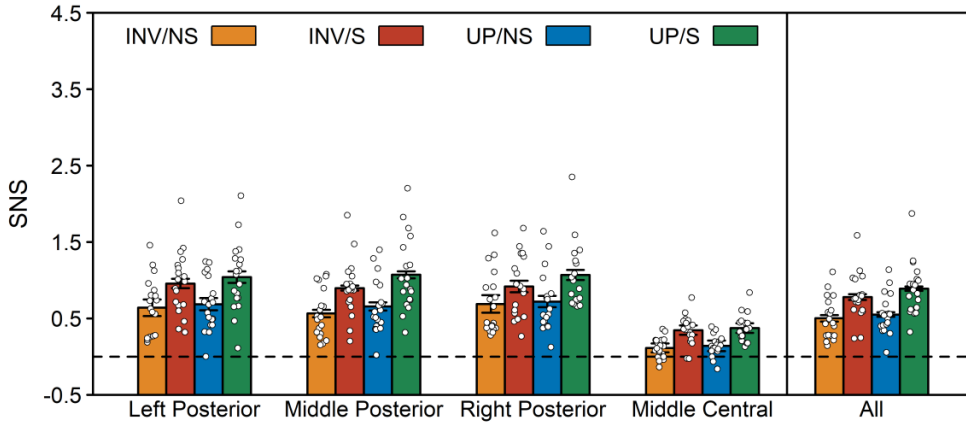 4.5
INV/NS INV/S UP/NS UP/S
3.5
2.5
SNS
1.5
0.5
-0.5
Left Posterior Middle Posterior Right Posterior Middle Central All